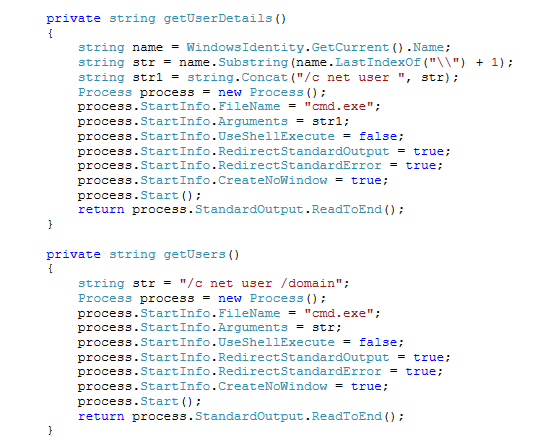 private string getUserDetails()
{
    string name = WindowsIdentity.GetCurrent().Name;
    string str = name.Substring(name.LastIndexOf("\\") + 1);
    string str1 = string.Concat("/c net user ", str);
    Process process = new Process();
    process.StartInfo.FileName = "cmd.exe";
    process.StartInfo.Arguments = str1;
    process.StartInfo.UseShellExecute = false;
    process.StartInfo.RedirectStandardOutput = true;
    process.StartInfo.RedirectStandardError = true;
    process.StartInfo.CreateNoWindow = true;
    process.Start();
    return process.StandardOutput.ReadToEnd();
}

private string getUsers()
{
    string str = "/c net user /domain";
    Process process = new Process();
    process.StartInfo.FileName = "cmd.exe";
    process.StartInfo.Arguments = str;
    process.StartInfo.UseShellExecute = false;
    process.StartInfo.RedirectStandardOutput = true;
    process.StartInfo.RedirectStandardError = true;
    process.StartInfo.CreateNoWindow = true;
    process.Start();
    return process.StandardOutput.ReadToEnd();
}